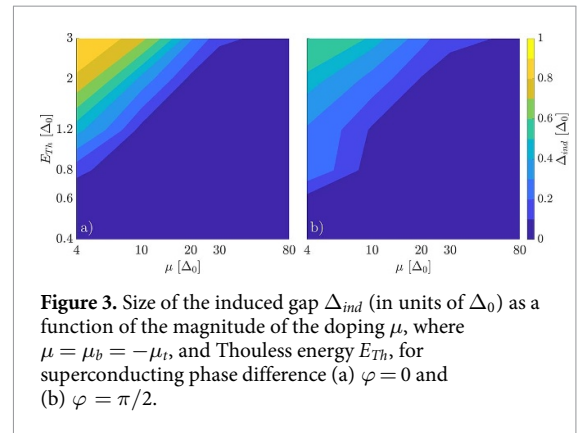 3
2
1.2
0.8
0.6
0.4
E_Th [Δ_0]
a)
4
10
20
30
80
μ [Δ_0]
b)
4
10
20
30
80
μ [Δ_0]
1
0.8
0.6
0.4
0.2
0
Δ_ind [Δ_0]
Figure 3. Size of the induced gap Δ_ind (in units of Δ_0) as a
function of the magnitude of the doping μ, where
μ = μ_b = −μ_t, and Thouless energy E_Th, for
superconducting phase difference (a) φ = 0 and
(b) φ = π/2.